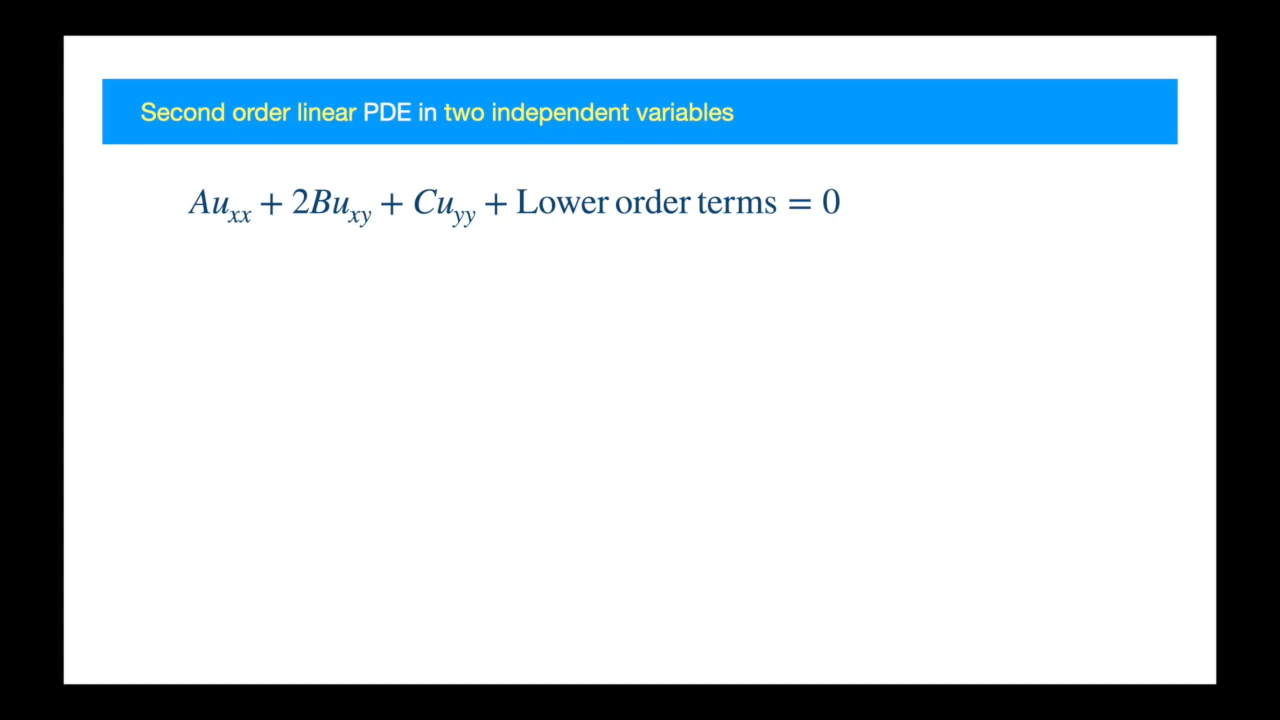 Second order linear PDE in two independent variables
Au_{xx} + 2Bu_{xy} + Cu_{yy} + Lower order terms = 0